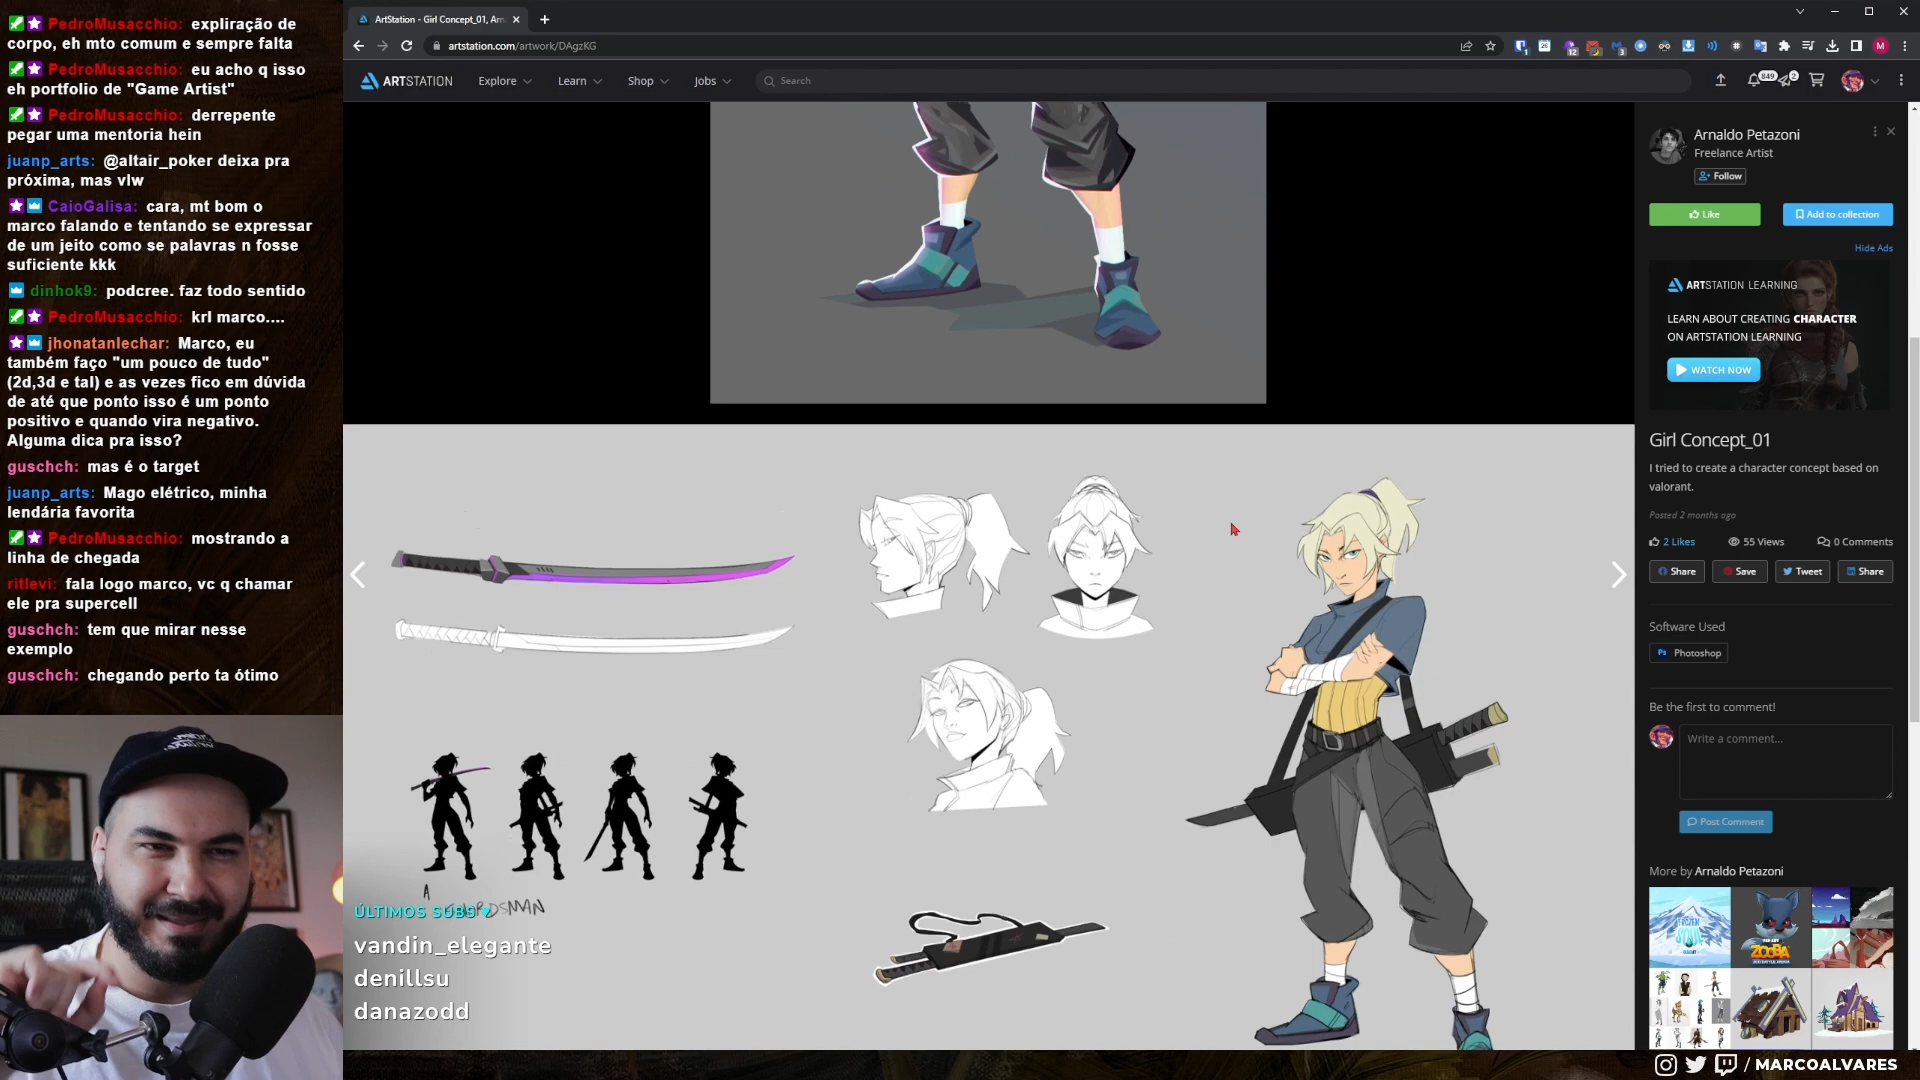 PedroMusacchio: expliração de
corpo, eh mto comum e sempre falta
PedroMusacchio: eu acho q isso
eh portfolio de "Game Artist"
PedroMusacchio: derrepente
pegar uma mentoria hein
juanp_arts: @altair_poker deixa pra
próxima, mas vlw
CaioGalisa: cara, mt bom o
marco falando e tentando se expressar
de um jeito como se palavras n fosse
suficiente kkk
dinhok9: podcree. faz todo sentido
PedroMusacchio: krl marco....
jhonatanlechar: Marco, eu
também faço "um pouco de tudo"
(2d,3d e tal) e as vezes fico em dúvida
de até que ponto isso é um ponto
positivo e quando vira negativo.
Alguma dica pra isso?
guschch: mas é o target
juanp_arts: Mago elétrico, minha
lendária favorita
PedroMusacchio: mostrando a
linha de chegada
ritlevi: fala logo marco, vc q chamar
ele pra supercell
guschch: tem que mirar nesse
exemplo
guschch: chegando perto ta ótimo
ArtStation - Girl Concept_01, Arn
artstation.com/artwork/DAgzKG
12
3
M
ARTSTATION
Explore
Learn
Shop
Jobs
Search
849
2
A
ÚLTIMOS SUBS
vandin_elegante
denillsu
danazodd
Arnaldo Petazoni
Freelance Artist
Follow
Like
Add to collection
Hide Ads
ARTSTATION LEARNING
LEARN ABOUT CREATING CHARACTER
ON ARTSTATION LEARNING
WATCH NOW
Girl Concept_01
I tried to create a character concept based on
valorant.
Posted 2 months ago
2 Likes
55 Views
0 Comments
Share
Save
Tweet
Share
Software Used
Ps Photoshop
Be the first to comment!
Write a comment...
Post Comment
More by Arnaldo Petazoni
FROZEN
ZOOBA
/ MARCOALVARES